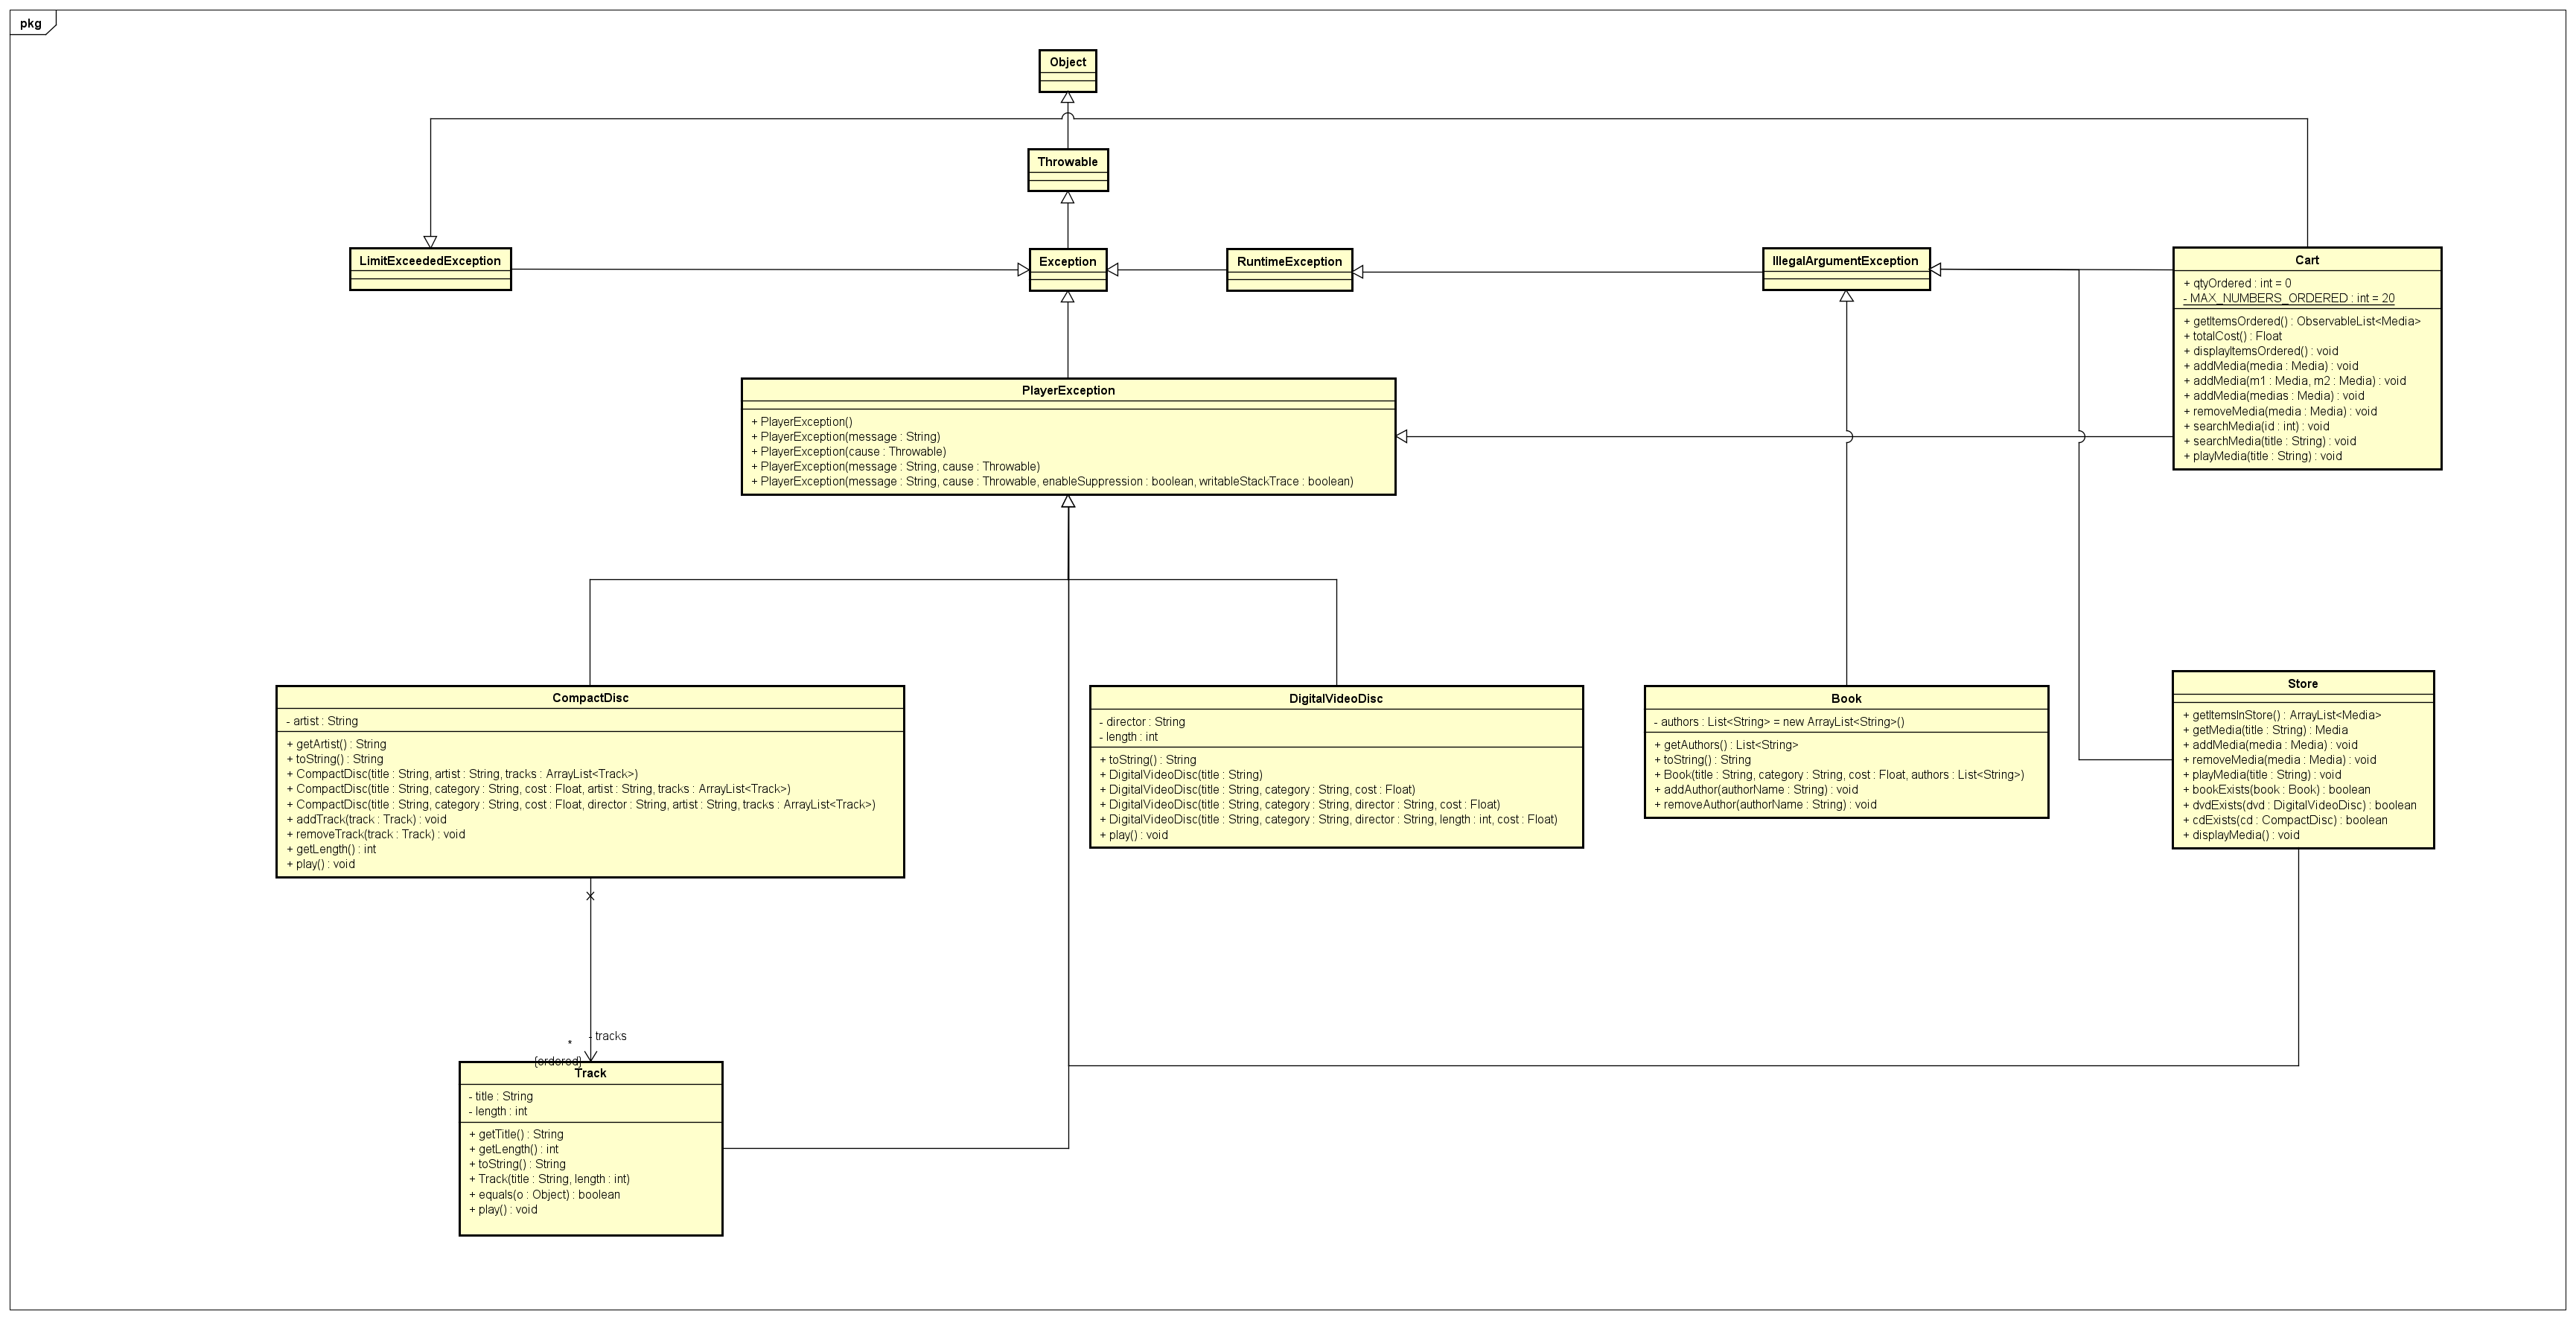 pkg
Object
Throwable
LimitExceededException
Exception
RuntimeException
IllegalArgumentException
Cart
+ qtyOrdered : int = 0
- MAX_NUMBERS_ORDERED : int = 20
+ getItemsOrdered() : ObservableList<Media>
+ totalCost() : Float
+ displayItemsOrdered() : void
+ addMedia(media : Media) : void
+ addMedia(m1 : Media, m2 : Media) : void
+ addMedia(medias : Media) : void
+ removeMedia(media : Media) : void
+ searchMedia(id : int) : void
+ searchMedia(title : String) : void
+ playMedia(title : String) : void
PlayerException
+ PlayerException()
+ PlayerException(message : String)
+ PlayerException(cause : Throwable)
+ PlayerException(message : String, cause : Throwable)
+ PlayerException(message : String, cause : Throwable, enableSuppression : boolean, writableStackTrace : boolean)
CompactDisc
- artist : String
+ getArtist() : String
+ toString() : String
+ CompactDisc(title : String, artist : String, tracks : ArrayList<Track>)
+ CompactDisc(title : String, category : String, cost : Float, artist : String, tracks : ArrayList<Track>)
+ CompactDisc(title : String, category : String, cost : Float, director : String, artist : String, tracks : ArrayList<Track>)
+ addTrack(track : Track) : void
+ removeTrack(track : Track) : void
+ getLength() : int
+ play() : void
DigitalVideoDisc
- director : String
- length : int
+ toString() : String
+ DigitalVideoDisc(title : String)
+ DigitalVideoDisc(title : String, category : String, cost : Float)
+ DigitalVideoDisc(title : String, category : String, director : String, cost : Float)
+ DigitalVideoDisc(title : String, category : String, director : String, length : int, cost : Float)
+ play() : void
Book
- authors : List<String> = new ArrayList<String>()
+ getAuthors() : List<String>
+ toString() : String
+ Book(title : String, category : String, cost : Float, authors : List<String>)
+ addAuthor(authorName : String) : void
+ removeAuthor(authorName : String) : void
Store
+ getItemsInStore() : ArrayList<Media>
+ getMedia(title : String) : Media
+ addMedia(media : Media) : void
+ removeMedia(media : Media) : void
+ playMedia(title : String) : void
+ bookExists(book : Book) : boolean
+ dvdExists(dvd : DigitalVideoDisc) : boolean
+ cdExists(cd : CompactDisc) : boolean
+ displayMedia() : void
- tracks
*
{ordered}
Track
- title : String
- length : int
+ getTitle() : String
+ getLength() : int
+ toString() : String
+ Track(title : String, length : int)
+ equals(o : Object) : boolean
+ play() : void